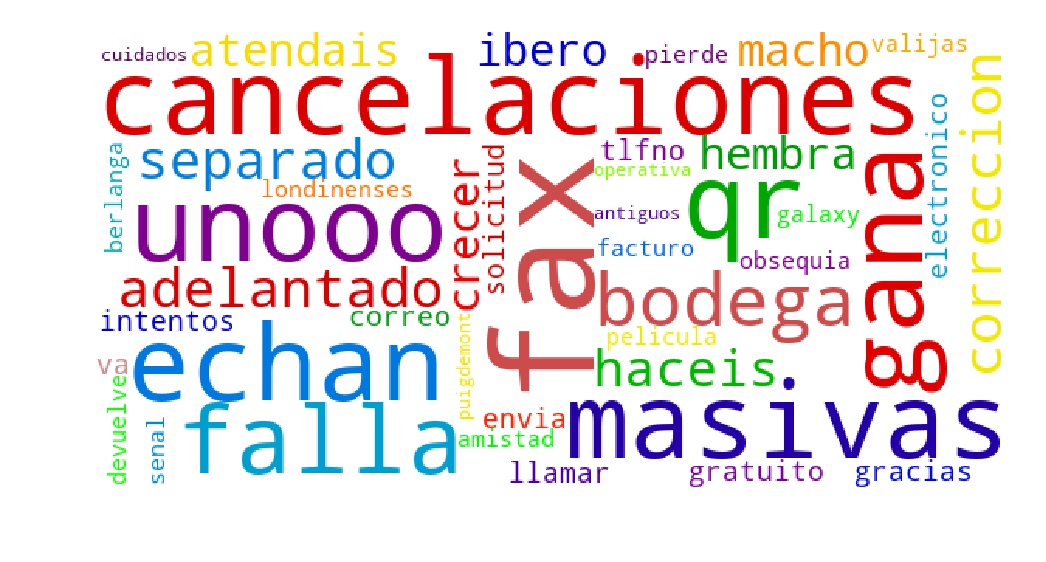 cuidados
atendais
ibero
pierde
macho
valijas
cancelaciones
correccion
berlanga
separado
londinenses
crecer
solicitud
fax
tlfno
operativa
hembra
electronico
gana
unooo
antiguos
qr
galaxy
facturo
obsequia
adelantado
bodega
intentos
correo
puigdemont
pelicula
va
echan
haceis
devuelve
senal
falla
envia
amistad
masivas
llamar
gratuito
gracias